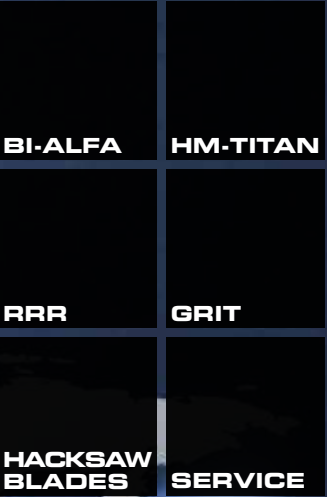 BI-ALFA
HM-TITAN
RRR
GRIT
HACKSAW
BLADES
SERVICE